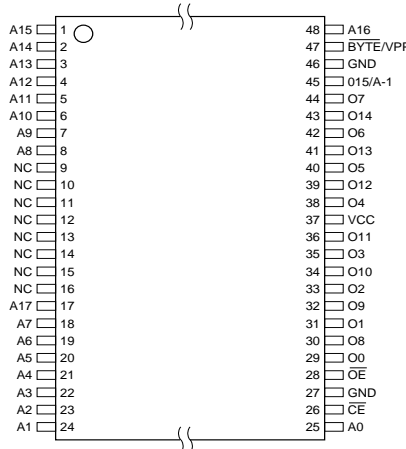 A15 1 48 A16
A14 2 47 BYTE/VPP
A13 3 46 GND
A12 4 45 015/A-1
A11 5 44 O7
A10 6 43 O14
A9 7 42 O6
A8 8 41 O13
NC 9 40 O5
NC 10 39 O12
NC 11 38 O4
NC 12 37 VCC
NC 13 36 O11
NC 14 35 O3
NC 15 34 O10
NC 16 33 O2
A17 17 32 O9
A7 18 31 O1
A6 19 30 O8
A5 20 29 O0
A4 21 28 OE
A3 22 27 GND
A2 23 26 CE
A1 24 25 A0